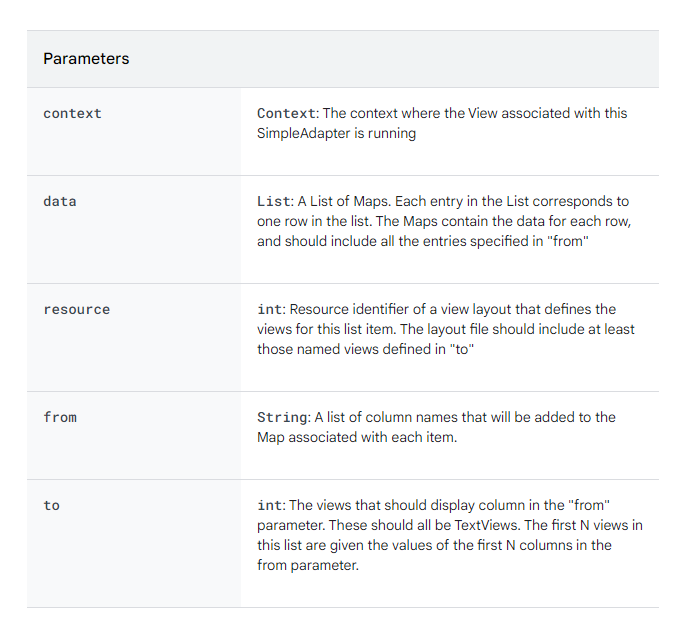 Parameters
context
Context: The context where the View associated with this
SimpleAdapter is running
data
List: A List of Maps. Each entry in the List corresponds to
one row in the list. The Maps contain the data for each row,
and should include all the entries specified in "from"
resource
int: Resource identifier of a view layout that defines the
views for this list item. The layout file should include at least
those named views defined in "to"
from
String: A list of column names that will be added to the
Map associated with each item.
to
int: The views that should display column in the "from"
parameter. These should all be TextViews. The first N views in
this list are given the values of the first N columns in the
from parameter.